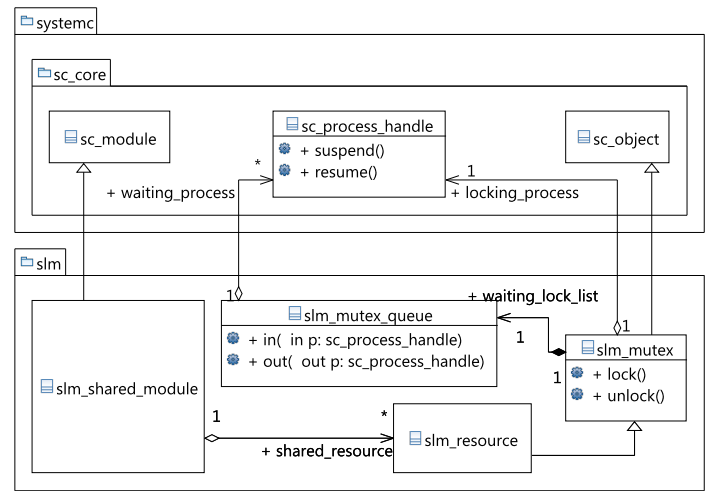 systemc
sc_core
sc_module
sc_process_handle
+ suspend()
+ resume()
sc_object
*
1
+ waiting_process
+ locking_process
slm
1
+ waiting_lock_list
1
slm_mutex_queue
+ in(  in p: sc_process_handle)
+ out(  out p: sc_process_handle)
1
1
slm_mutex
+ lock()
+ unlock()
slm_shared_module
1
*
+ shared_resource
slm_resource